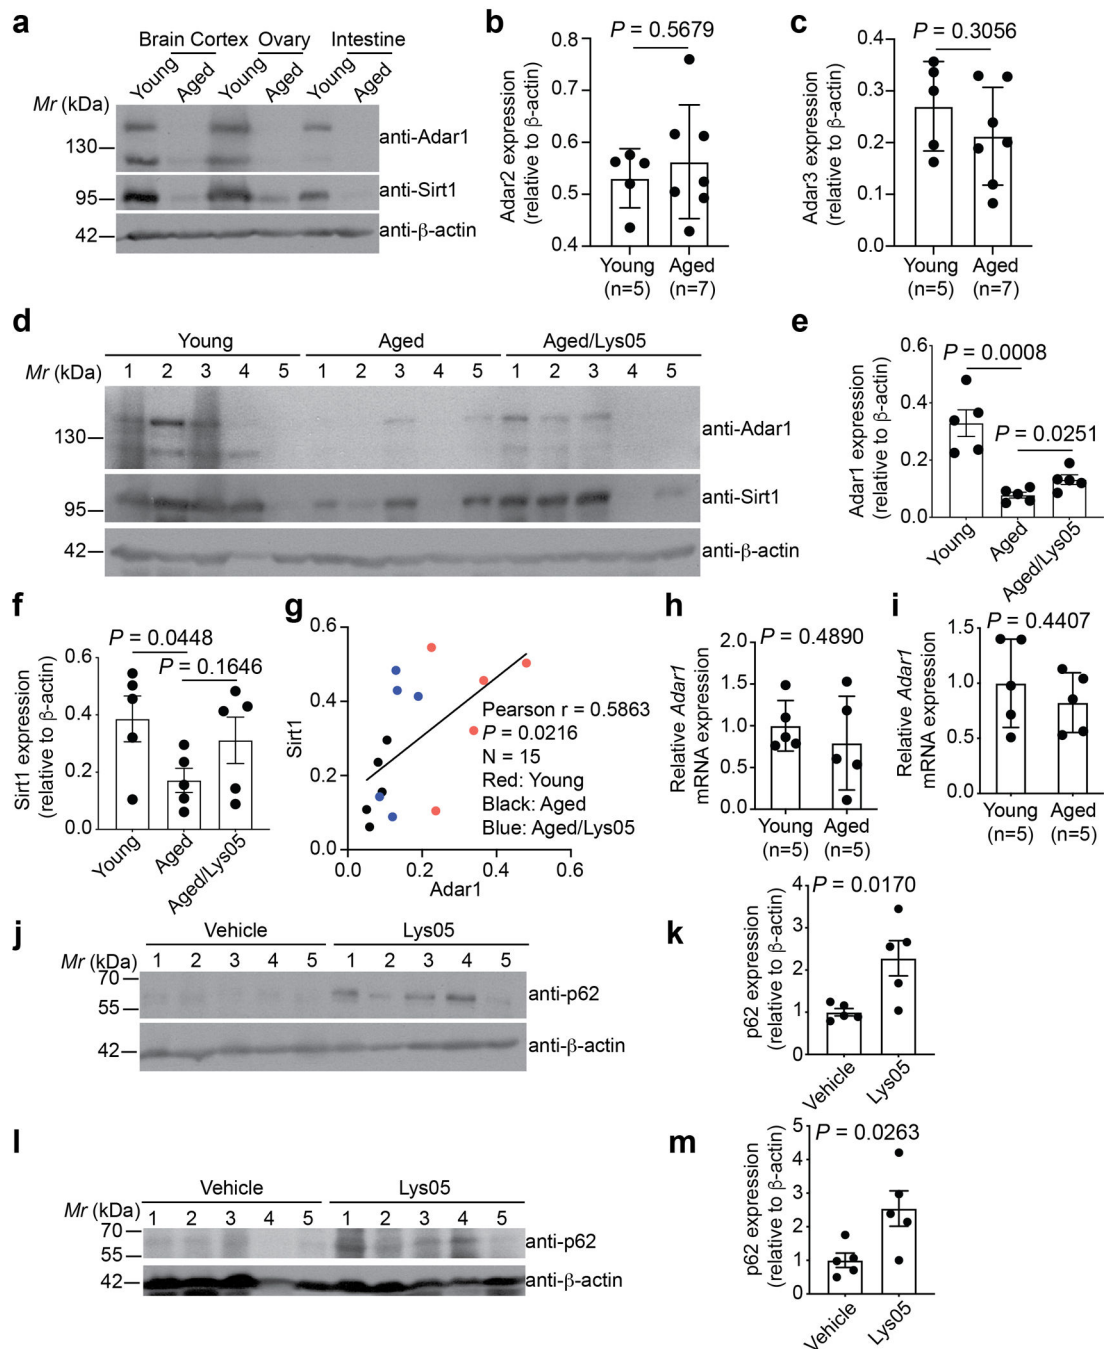 a
Brain Cortex Ovary Intestine
Young Aged Young Aged Young Aged
Mr (kDa)
130
95
42
anti-Adar1
anti-Sirt1
anti-β-actin
b
P = 0.5679
Adar2 expression
(relative to β-actin)
0.8
0.7
0.6
0.5
0.4
Young Aged
(n=5) (n=7)
c
P = 0.3056
Adar3 expression
(relative to β-actin)
0.4
0.3
0.2
0.1
0.0
Young Aged
(n=5) (n=7)
d
Young Aged Aged/Lys05
Mr (kDa) 1 2 3 4 5 1 2 3 4 5 1 2 3 4 5
130
95
42
anti-Adar1
anti-Sirt1
anti-β-actin
e
P = 0.0008
P = 0.0251
Adar1 expression
(relative to β-actin)
0.6
0.4
0.2
0.0
Young Aged Aged/Lys05
f
P = 0.0448
P = 0.1646
Sirt1 expression
(relative to β-actin)
0.6
0.4
0.2
0.0
Young Aged Aged/Lys05
g
Sirt1
0.6
0.4
0.2
0.0
0.0 0.2 0.4 0.6
Adar1
Pearson r = 0.5863
P = 0.0216
N = 15
Red: Young
Black: Aged
Blue: Aged/Lys05
h
P = 0.4890
Relative Adar1
mRNA expression
2.0
1.5
1.0
0.5
0.0
Young Aged
(n=5) (n=5)
i
P = 0.4407
Relative Adar1
mRNA expression
1.5
1.0
0.5
0.0
Young Aged
(n=5) (n=5)
j
Vehicle Lys05
Mr (kDa) 1 2 3 4 5 1 2 3 4 5
70
55
42
anti-p62
anti-β-actin
k
P = 0.0170
p62 expression
(relative to β-actin)
4
3
2
1
0
Vehicle Lys05
l
Vehicle Lys05
Mr (kDa) 1 2 3 4 5 1 2 3 4 5
70
55
42
anti-p62
anti-β-actin
m
P = 0.0263
p62 expression
(relative to β-actin)
5
4
3
2
1
0
Vehicle Lys05